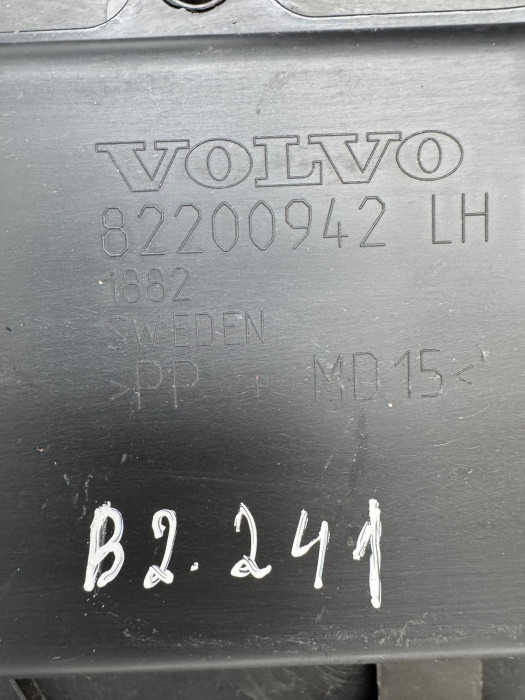 VOLVO
82200942 LH
1882
SWEDEN
>PP + MD15<
B2.241